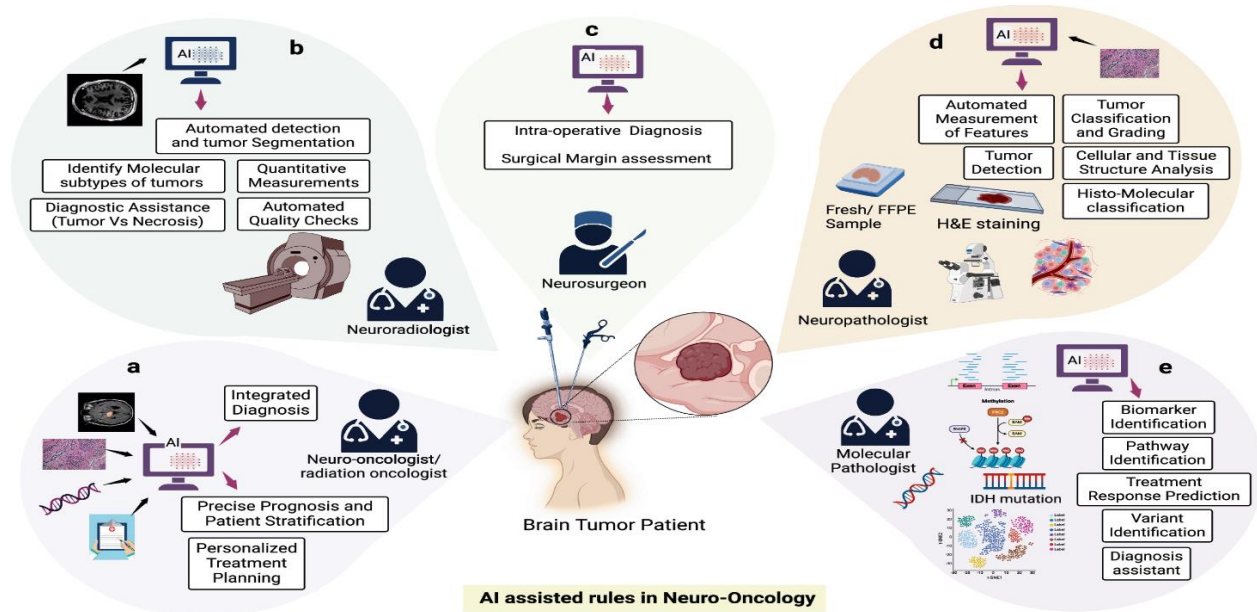 b
AI
Automated detection
and tumor Segmentation
Identify Molecular
subtypes of tumors
Quantitative
Measurements
Diagnostic Assistance
(Tumor Vs Necrosis)
Automated
Quality Checks
Neuroradiologist
c
AI
Intra-operative Diagnosis
Surgical Margin assessment
Neurosurgeon
d
AI
Automated
Measurement
of Features
Tumor
Classification
and Grading
Tumor
Detection
Cellular and Tissue
Structure Analysis
Histo-Molecular
classification
Fresh/ FFPE
Sample
H&E staining
Neuropathologist
a
AI
Integrated
Diagnosis
Neuro-oncologist/
radiation oncologist
Precise Prognosis and
Patient Stratification
Personalized
Treatment
Planning
Brain Tumor Patient
e
AI
Exon
Exon
Methylation
Molecular
Pathologist
IDH mutation
Biomarker
Identification
Pathway
Identification
Treatment
Response Prediction
Variant
Identification
Diagnosis
assistant
AI assisted rules in Neuro-Oncology